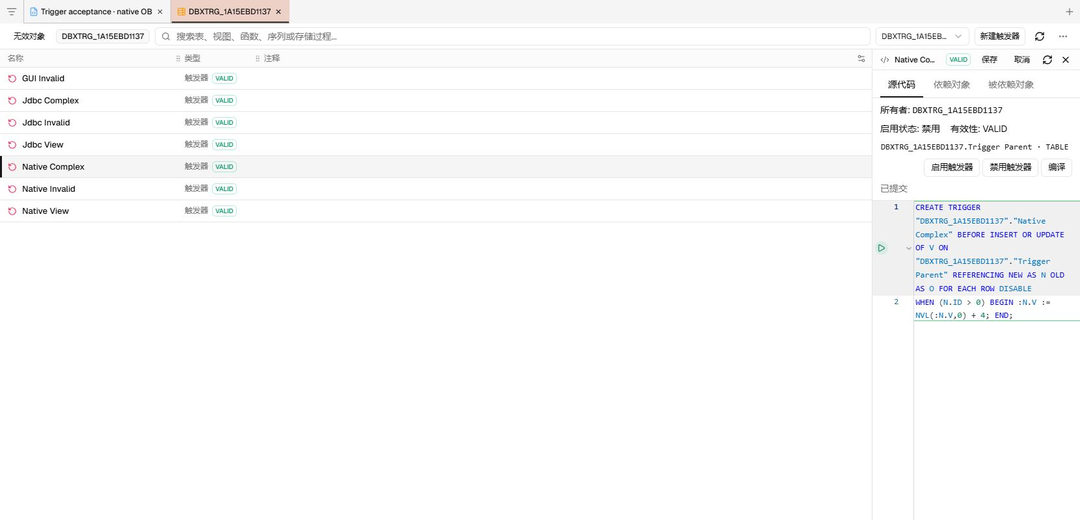 Trigger acceptance · native OB
DBXTRG_1A15EBD1137
无效对象
DBXTRG_1A15EBD1137
搜索表、视图、函数、序列或存储过程...
DBXTRG_1A15EB...
新建触发器
名称
类型
注释
GUI Invalid
触发器
VALID
Jdbc Complex
触发器
VALID
Jdbc Invalid
触发器
VALID
Jdbc View
触发器
VALID
Native Complex
触发器
VALID
Native Invalid
触发器
VALID
Native View
触发器
VALID
Native Co...
VALID
保存
取消
源代码
依赖对象
被依赖对象
所有者: DBXTRG_1A15EBD1137
启用状态: 禁用 有效性: VALID
DBXTRG_1A15EBD1137.Trigger Parent · TABLE
启用触发器
禁用触发器
编译
已提交
1 CREATE TRIGGER
"DBXTRG_1A15EBD1137"."Native
Complex" BEFORE INSERT OR UPDATE
OF V ON
"DBXTRG_1A15EBD1137"."Trigger
Parent" REFERENCING NEW AS N OLD
AS O FOR EACH ROW DISABLE
2 WHEN (N.ID > 0) BEGIN :N.V :=
NVL(:N.V,0) + 4; END;